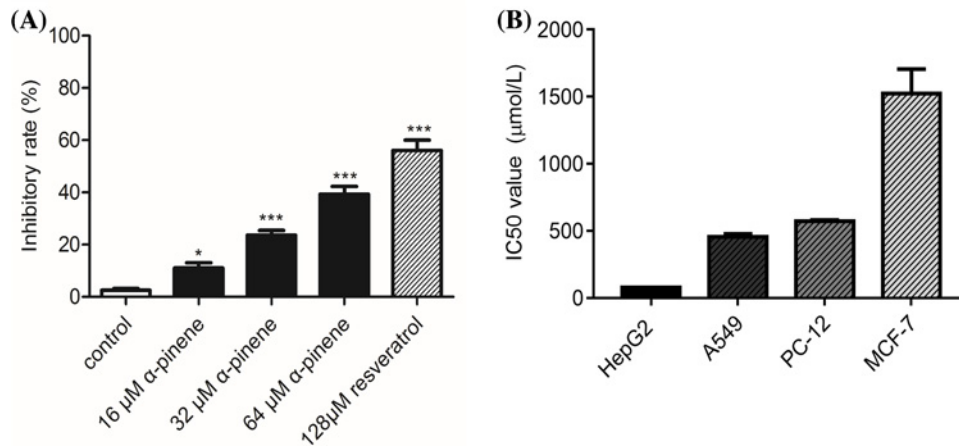 (A)
Inhibitory rate (%)
100
80
60
40
20
0
*
***
***
***
control
16 µM α-pinene
32 µM α-pinene
64 µM α-pinene
128µM resveratrol
(B)
IC50 value (µmol/L)
2000
1500
1000
500
0
HepG2
A549
PC-12
MCF-7